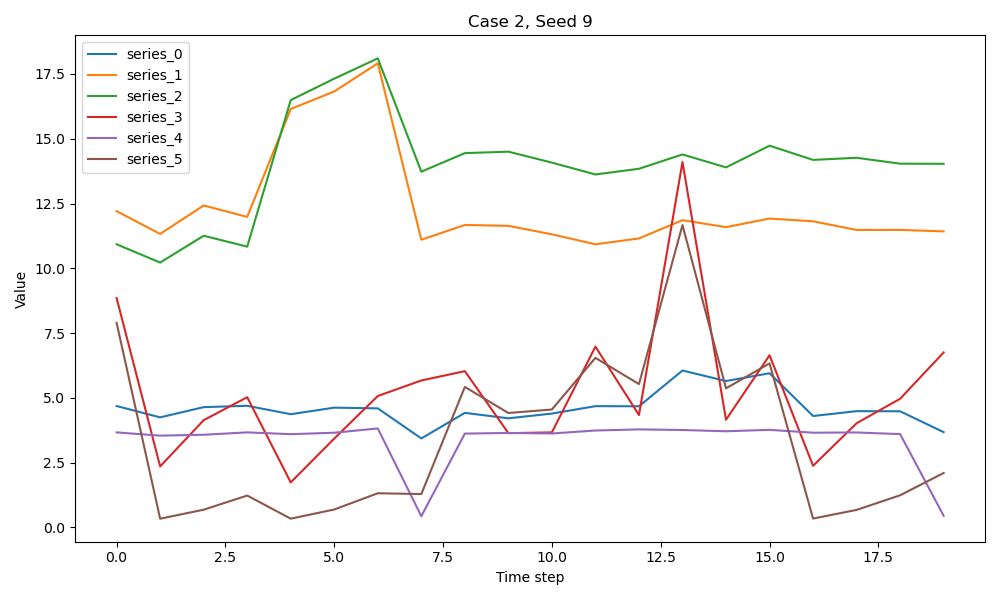 Case 2, Seed 9
series_0
series_1
series_2
series_3
series_4
series_5
Value
17.5
15.0
12.5
10.0
7.5
5.0
2.5
0.0
0.0 2.5 5.0 7.5 10.0 12.5 15.0 17.5
Time step